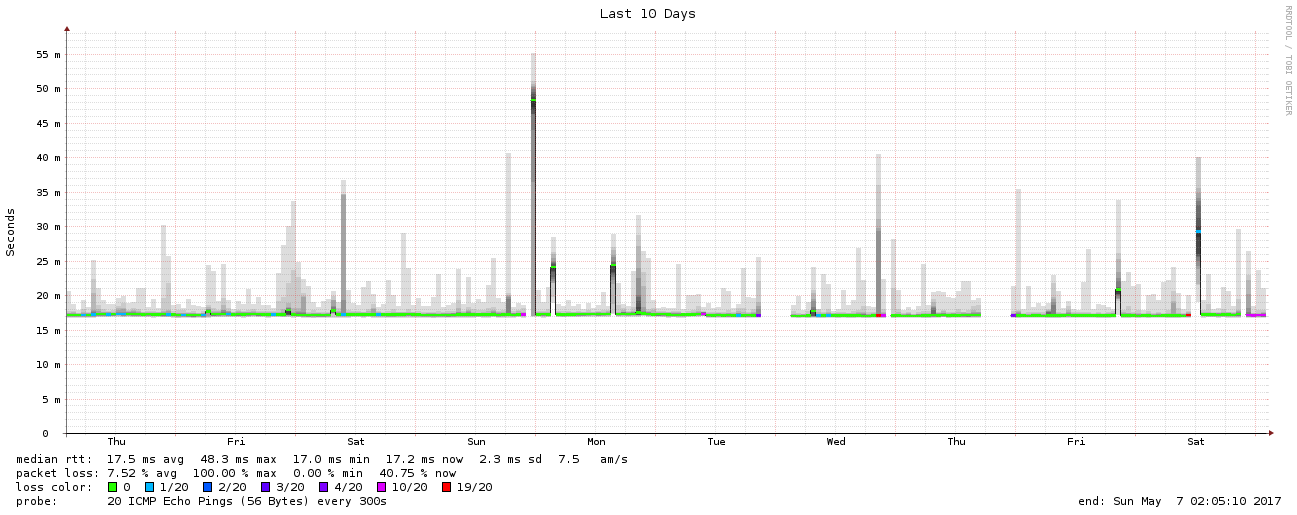 Last 10 Days
RRDTOOL / TOBI OETIKER
Seconds
55 m
50 m
45 m
40 m
35 m
30 m
25 m
20 m
15 m
10 m
5 m
0
Thu Fri Sat Sun Mon Tue Wed Thu Fri Sat
median rtt: 17.5 ms avg 48.3 ms max 17.0 ms min 17.2 ms now 2.3 ms sd 7.5 am/s
packet loss: 7.52 % avg 100.00 % max 0.00 % min 40.75 % now
loss color: 0 1/20 2/20 3/20 4/20 10/20 19/20
probe: 20 ICMP Echo Pings (56 Bytes) every 300s end: Sun May 7 02:05:10 2017